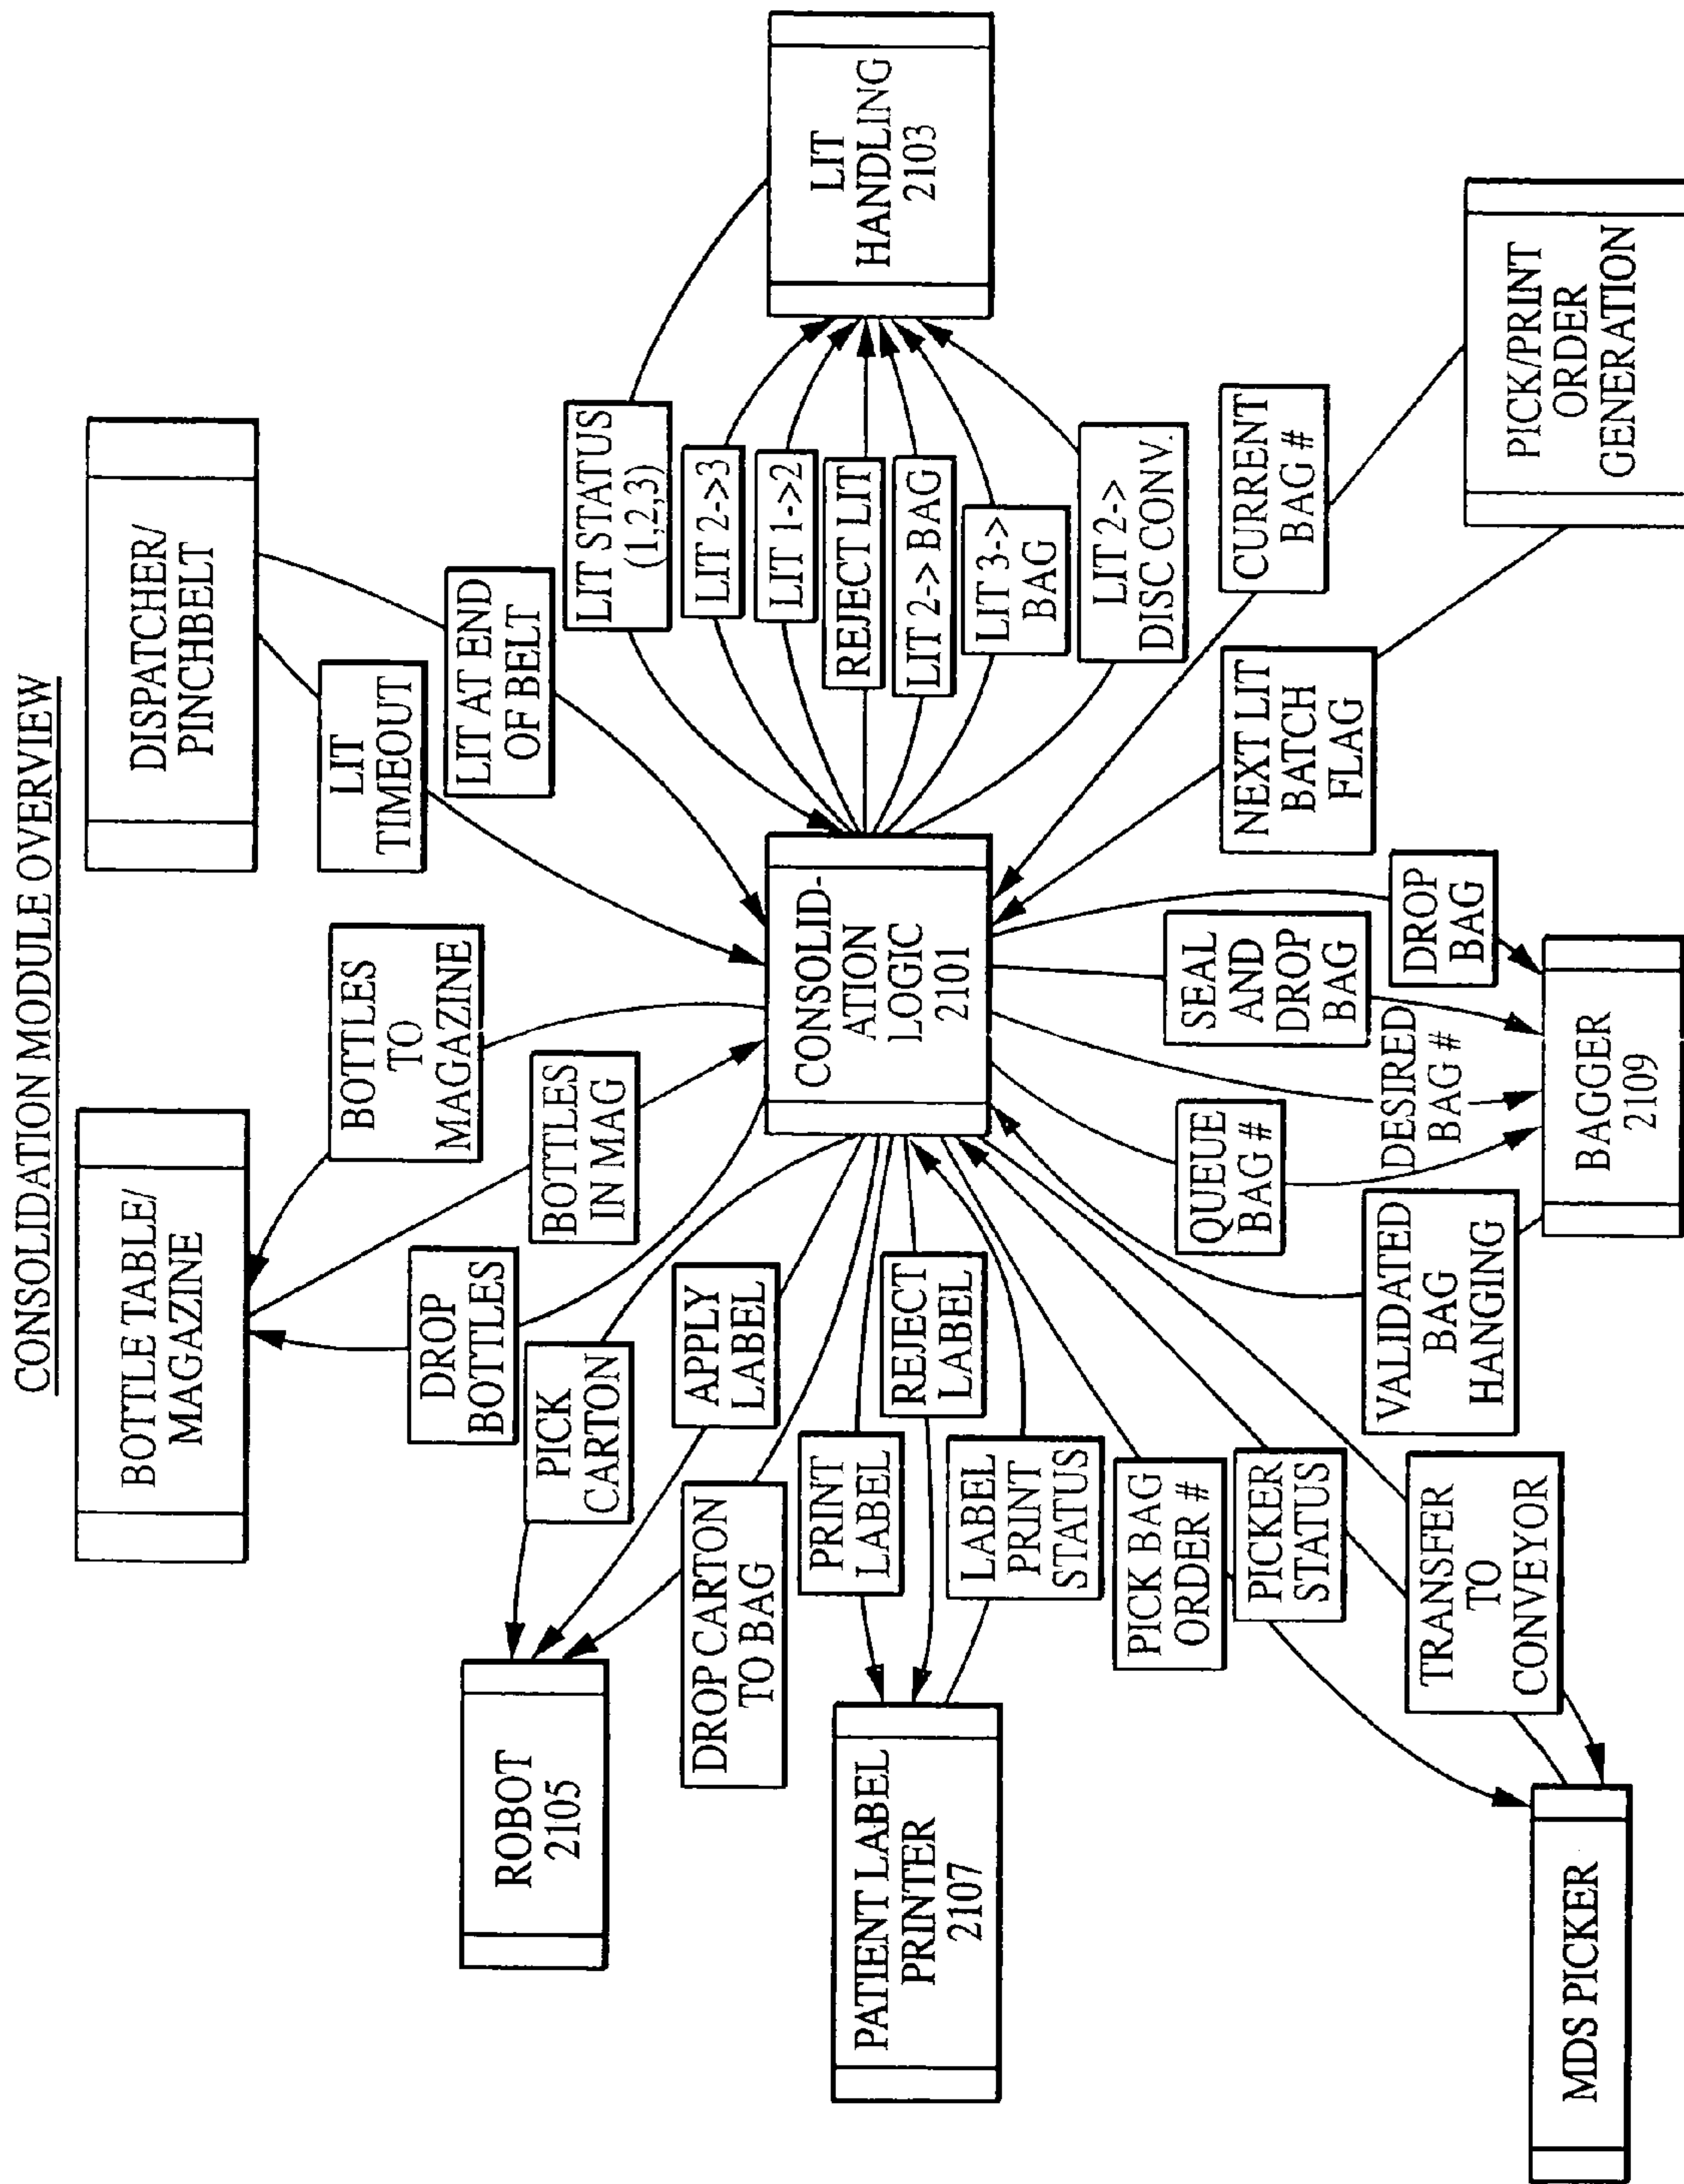 CONSOLIDATION MODULE OVERVIEW
BOTTLE TABLE/
MAGAZINE
DISPATCHER/
PINCHBELT
BOTTLES
TO
MAGAZINE
LIT
TIMEOUT
LIT AT END
OF BELT
BOTTLES
IN MAG
DROP
BOTTLES
PICK
CARTON
ROBOT
2105
APPLY
LABEL
DROP CARTON
TO BAG
LIT STATUS
(1,2,3)
LIT 2->3
LIT 1->2
REJECT LIT
LIT 2-> BAG
LIT 3->
BAG
LIT 2->
DISC CONV.
LIT
HANDLING
2103
CONSOLID-
ATION
LOGIC
2101
PRINT
LABEL
REJECT
LABEL
LABEL
PRINT
STATUS
PATIENT LABEL
PRINTER
2107
PICK BAG
ORDER #
PICKER
STATUS
TRANSFER
TO
CONVEYOR
MDS PICKER
VALIDATED
BAG
HANGING
QUEUE
BAG #
DESIRED
BAG #
SEAL
AND
DROP
BAG
DROP
BAG
BAGGER
2109
NEXT LIT
BATCH
FLAG
CURRENT
BAG #
PICK/PRINT
ORDER
GENERATION